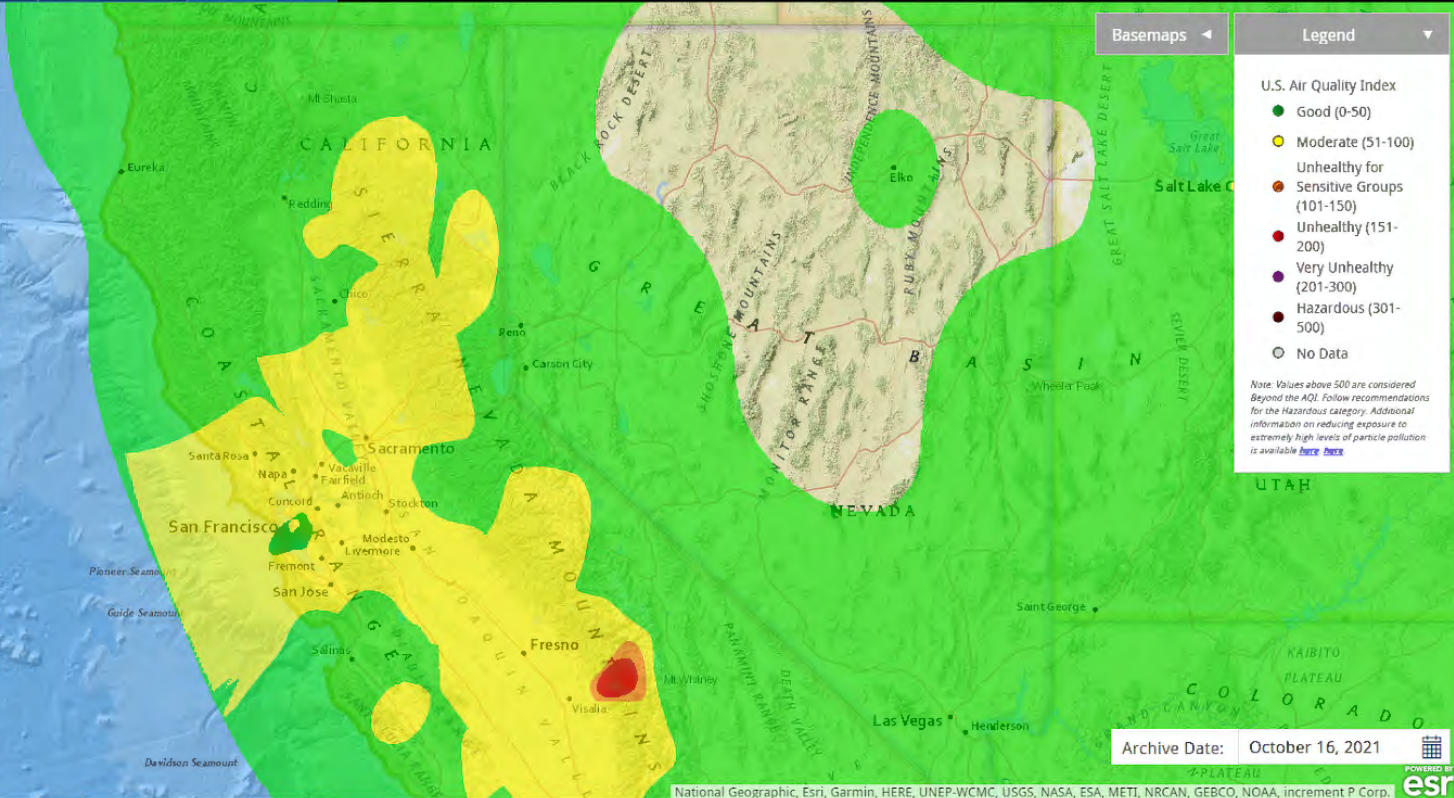 Basemaps
Legend
U.S. Air Quality Index
Good (0-50)
Moderate (51-100)
Unhealthy for
Sensitive Groups
(101-150)
Unhealthy (151-
200)
Very Unhealthy
(201-300)
Hazardous (301-
500)
No Data
Note: Values above 500 are considered
Beyond the AQI. Follow recommendations
for the Hazardous category. Additional
information on reducing exposure to
extremely high levels of particle pollution
is available here, here.
MOUNTAINS
Mt Shasta
CALIFORNIA
Eureka
Redding
Chico
SIERRA
NEVADA
MOUNTAINS
COASTAL
RANGE
SACRAMENTO VALLEY
BLACK ROCK DESERT
INDEPENDENCE MOUNTAINS
Elko
RUBY MOUNTAINS
GREAT SALT LAKE DESERT
Great
Salt Lake
Salt Lake C
GREAT BASIN
SHOSHONE MOUNTAINS
MONITOR RANGE
Reno
Carson City
Wheeler Peak
SEVIER DESERT
UTAH
NEVADA
Santa Rosa
Sacramento
Napa
Vacaville
Fairfield
Concord
Antioch
Stockton
San Francisco
Modesto
Livermore
Fremont
San Jose
SAN JOAQUIN VALLEY
Pioneer Seamount
Guide Seamount
Salinas
Fresno
Mt Whitney
Visalia
Davidson Seamount
PANAMINT RANGE
DEATH VALLEY
Las Vegas
Henderson
Saint George
KAIBITO
PLATEAU
COLORADO
PLATEAU
Archive Date:
October 16, 2021
POWERED BY
esri
National Geographic, Esri, Garmin, HERE, UNEP-WCMC, USGS, NASA, ESA, METI, NRCAN, GEBCO, NOAA, increment P Corp.